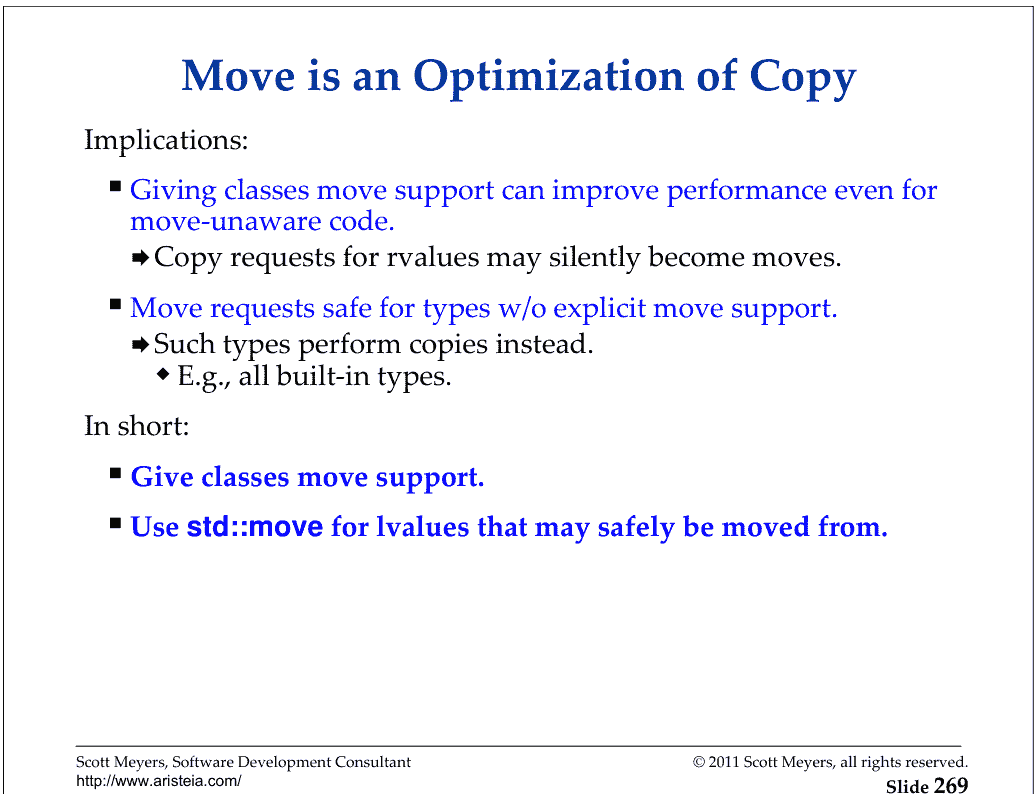 Move is an Optimization of Copy
Implications:
▪ Giving classes move support can improve performance even for
move-unaware code.
➡ Copy requests for rvalues may silently become moves.
▪ Move requests safe for types w/o explicit move support.
➡ Such types perform copies instead.
◆ E.g., all built-in types.
In short:
▪ Give classes move support.
▪ Use std::move for lvalues that may safely be moved from.
Scott Meyers, Software Development Consultant
http://www.aristeia.com/
© 2011 Scott Meyers, all rights reserved.
Slide 269